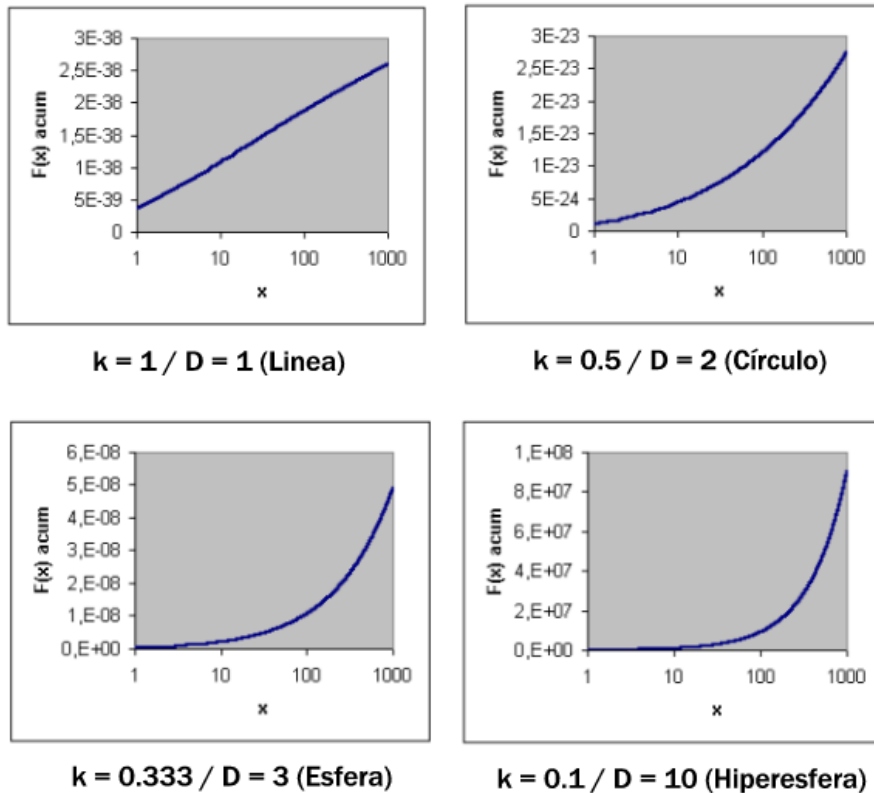 3E-38
2,5E-38
2E-38
1,5E-38
1E-38
5E-39
0
F(x) acum
1 10 100 1000
x
k = 1 / D = 1 (Linea)
3E-23
3E-23
2E-23
2E-23
1E-23
5E-24
0
F(x) acum
1 10 100 1000
x
k = 0.5 / D = 2 (Círculo)
6,E-08
5,E-08
4,E-08
3,E-08
2,E-08
1,E-08
0,E+00
F(x) acum
1 10 100 1000
x
k = 0.333 / D = 3 (Esfera)
1,E+08
8,E+07
6,E+07
4,E+07
2,E+07
0,E+00
F(x) acum
1 10 100 1000
x
k = 0.1 / D = 10 (Hiperesfera)